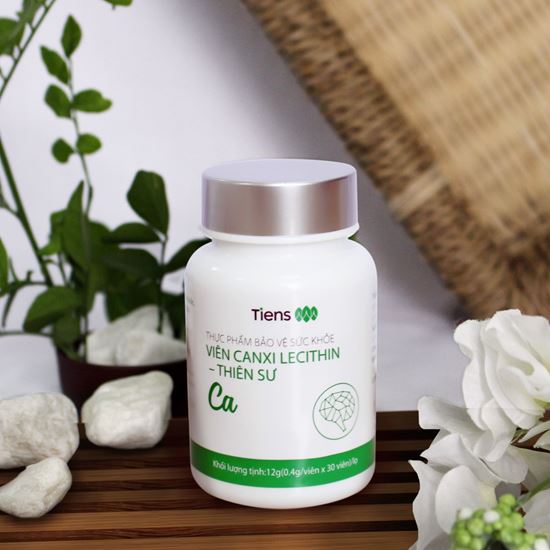 Tiens
THỰC PHẨM BẢO VỆ SỨC KHỎE
VIÊN CANXI LECITHIN
– THIÊN SƯ
Ca
Khối lượng tịnh:12g(0.4g/viên x 30 viên)/lọ